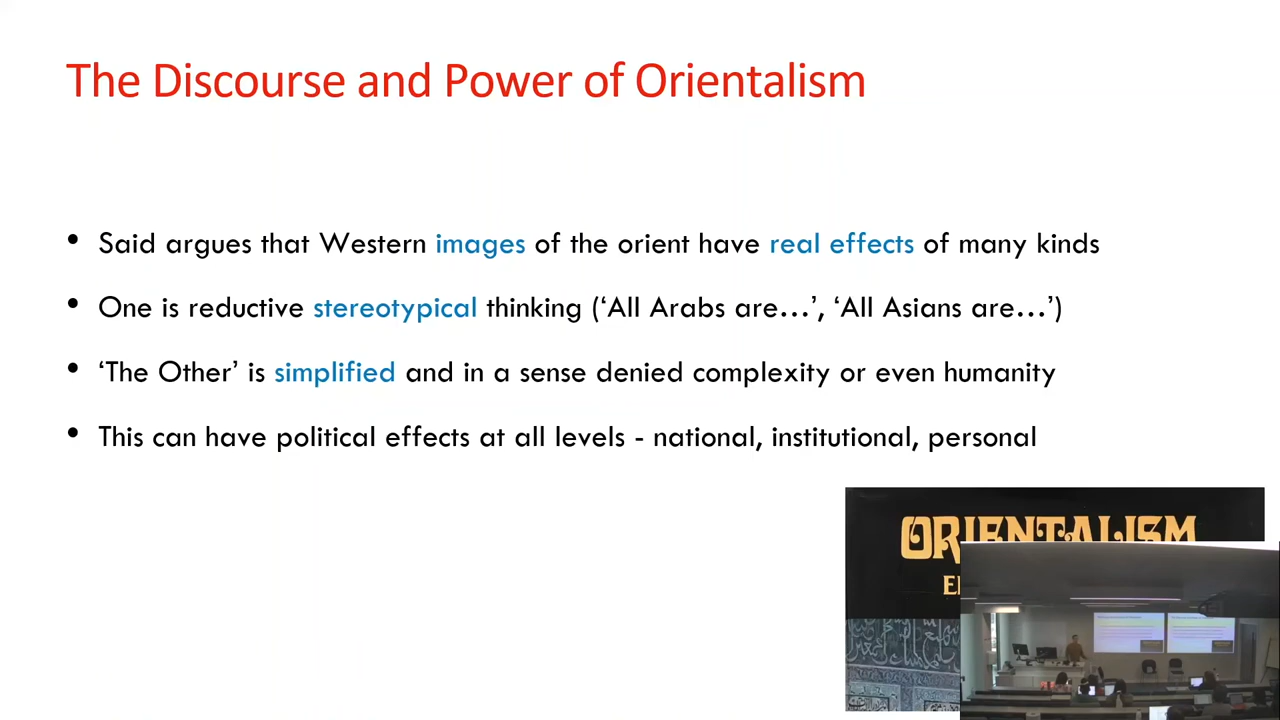 The Discourse and Power of Orientalism
• Said argues that Western images of the orient have real effects of many kinds
• One is reductive stereotypical thinking (‘All Arabs are…’, ‘All Asians are…’)
• ‘The Other’ is simplified and in a sense denied complexity or even humanity
• This can have political effects at all levels - national, institutional, personal
ORIENTALISM